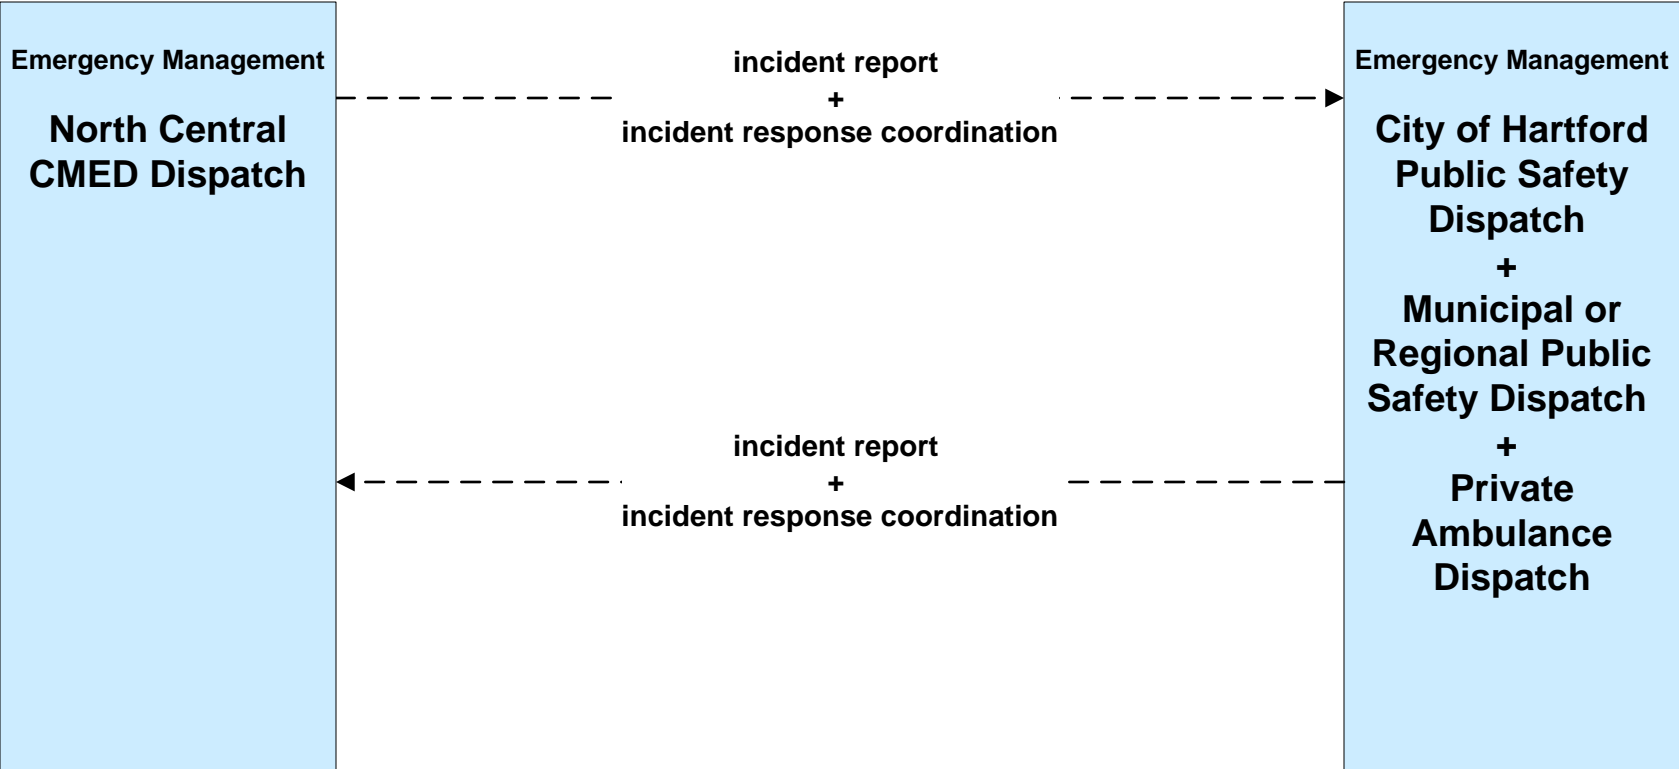 Emergency Management
North Central
CMED Dispatch
incident report
+
incident response coordination
incident report
+
incident response coordination
Emergency Management
City of Hartford
Public Safety
Dispatch
+
Municipal or
Regional Public
Safety Dispatch
+
Private
Ambulance
Dispatch